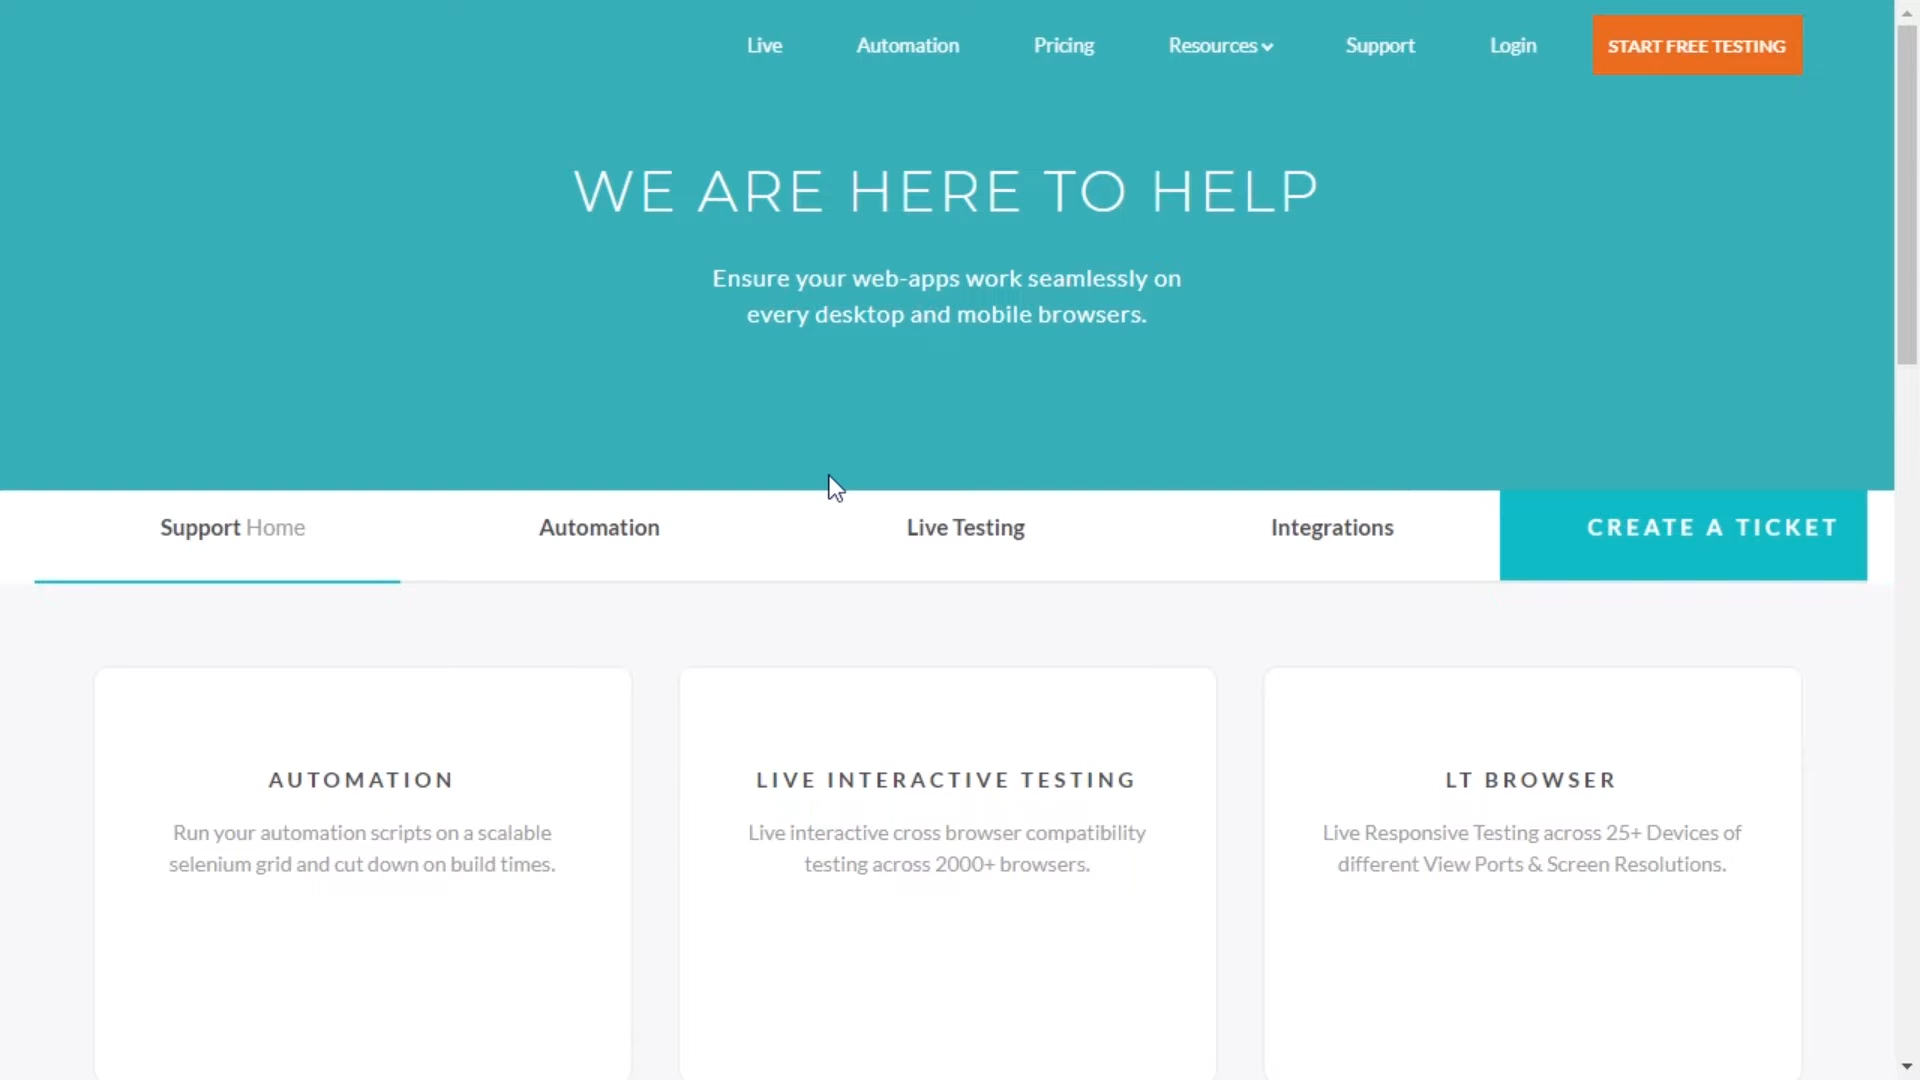 Live
Automation
Pricing
Resources
Support
Login
START FREE TESTING
WE ARE HERE TO HELP
Ensure your web-apps work seamlessly on
every desktop and mobile browsers.
Support Home
Automation
Live Testing
Integrations
CREATE A TICKET
AUTOMATION
Run your automation scripts on a scalable
selenium grid and cut down on build times.
LIVE INTERACTIVE TESTING
Live interactive cross browser compatibility
testing across 2000+ browsers.
LT BROWSER
Live Responsive Testing across 25+ Devices of
different View Ports & Screen Resolutions.